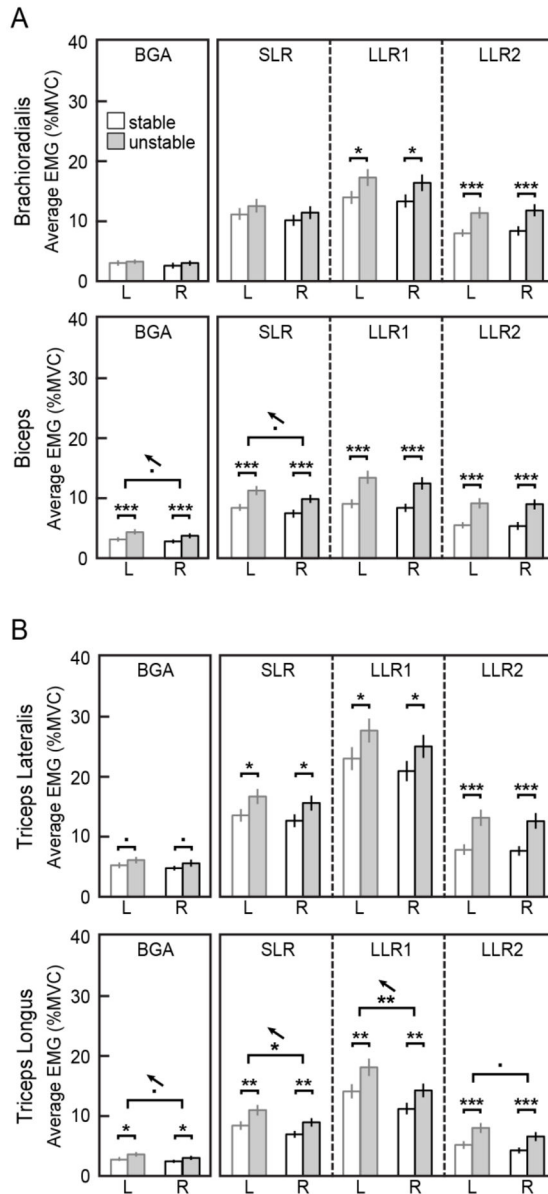 A
BGA SLR LLR1 LLR2
Brachioradialis
Average EMG (%MVC)
40
30
20
10
0
stable
unstable
* *
*** ***
L R L R L R L R
BGA SLR LLR1 LLR2
Biceps
Average EMG (%MVC)
40
30
20
10
0
. .
*** *** *** *** *** *** *** ***
L R L R L R L R
B
BGA SLR LLR1 LLR2
Triceps Lateralis
Average EMG (%MVC)
40
30
20
10
0
* *
* *
*** ***
. .
L R L R L R L R
BGA SLR LLR1 LLR2
Triceps Longus
Average EMG (%MVC)
40
30
20
10
0
. * ** .
* * ** ** ** ** *** ***
L R L R L R L R